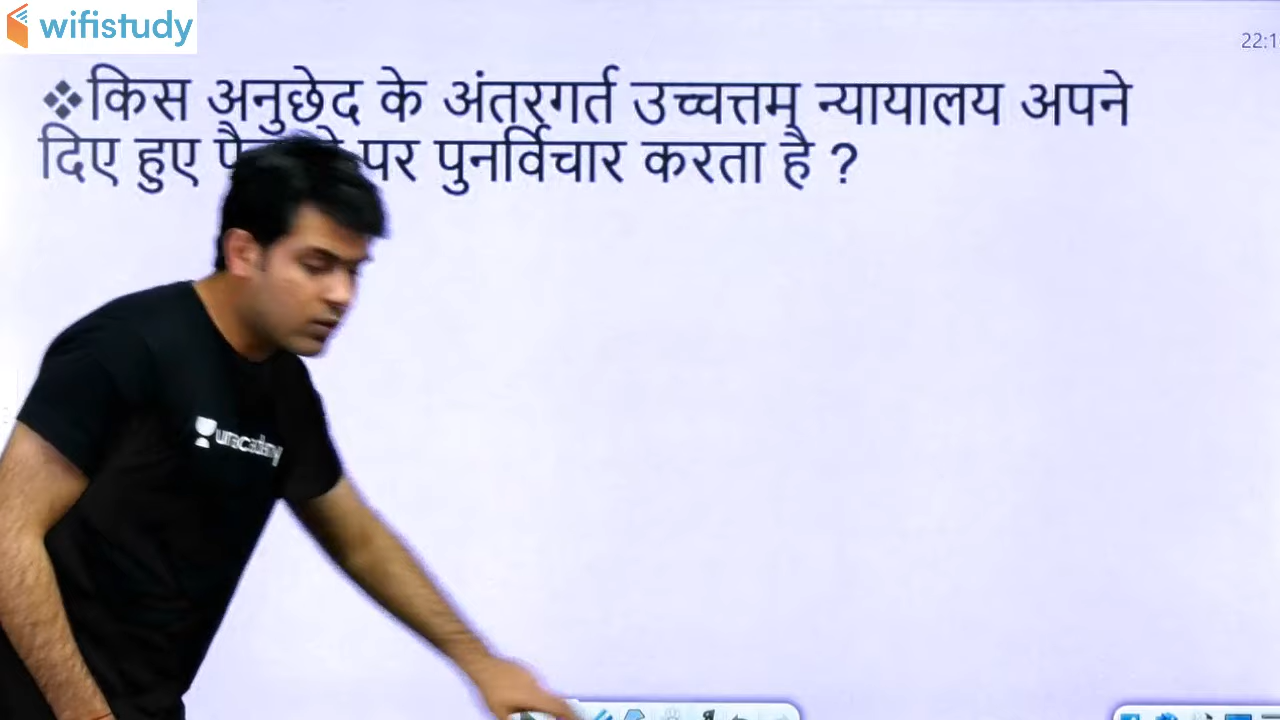 wifistudy
22:1
❖किस अनुछेद के अंतरगर्त उच्चत्तम न्यायालय अपने
दिए हुए पर पुनर्विचार करता है ?
unacademy